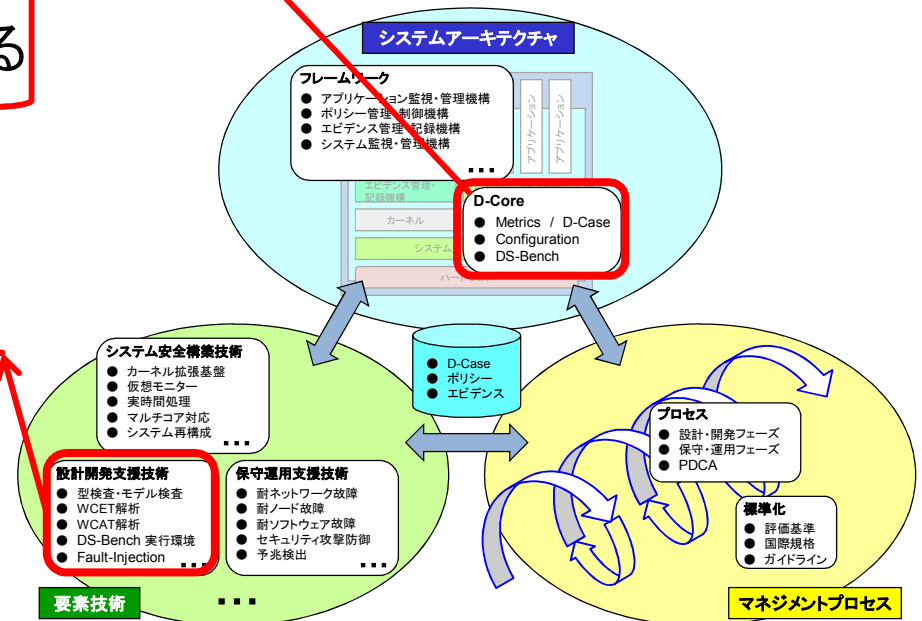 る
システムアーキテクチャ
フレームワーク
● アプリケーション監視・管理機構
● ポリシー管理・制御機構
● エビデンス管理・記録機構
● システム監視・管理機構
...
アプリケーション
アプリケーション
エビデンス管理・
記録機構
カーネル
システム
D-Core
● Metrics / D-Case
● Configuration
● DS-Bench
システム安全構築技術
● カーネル拡張基盤
● 仮想モニター
● 実時間処理
● マルチコア対応
● システム再構成
...
● D-Case
● ポリシー
● エビデンス
プロセス
● 設計・開発フェーズ
● 保守・運用フェーズ
● PDCA
設計開発支援技術
● 型検査・モデル検査
● WCET解析
● WCAT解析
● DS-Bench 実行環境
● Fault-Injection
...
保守運用支援技術
● 耐ネットワーク故障
● 耐ノード故障
● 耐ソフトウェア故障
● セキュリティ攻撃防御
● 予兆検出
...
標準化
● 評価基準
● 国際規格
● ガイドライン
要素技術
...
マネジメントプロセス